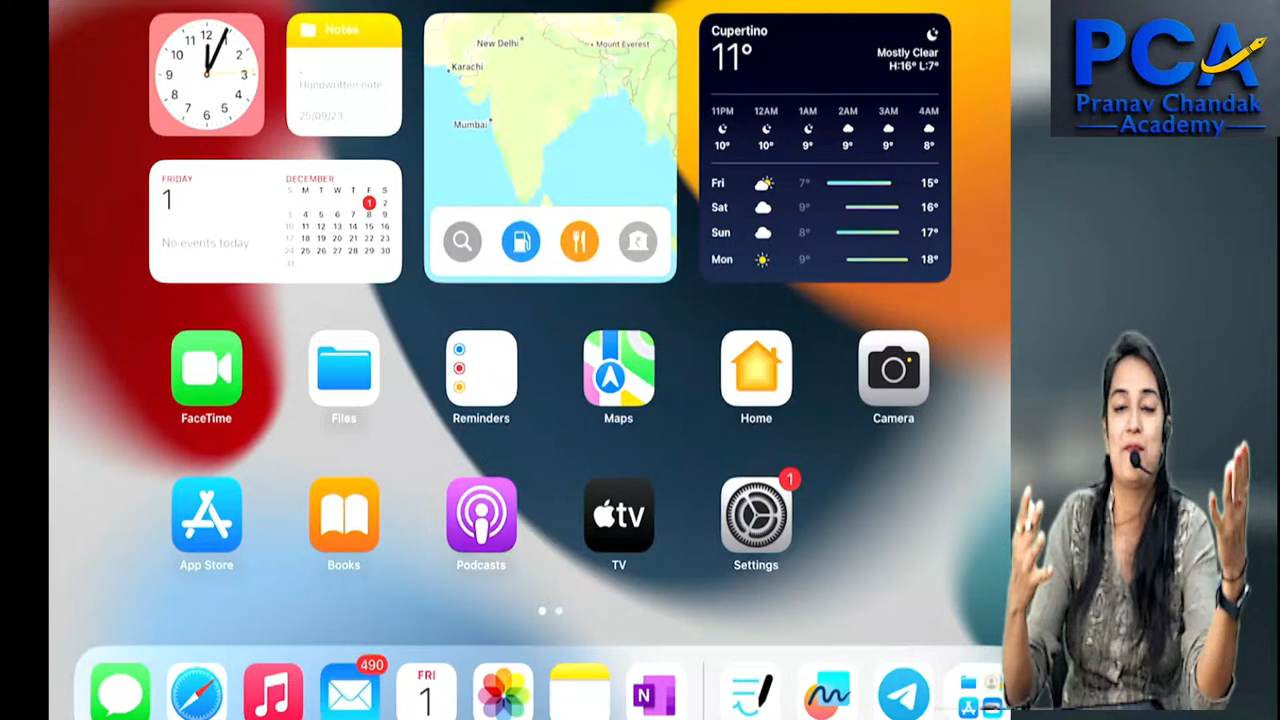 12
11
1
10
2
9
3
8
4
7
5
6
Notes
Handwritten note
25/09/23
New Delhi
Mount Everest
Karachi
Mumbai
Cupertino
11°
Mostly Clear
H:16° L:7°
11PM 12AM 1AM 2AM 3AM 4AM
10° 10° 9° 9° 9° 8°
Fri 7° 15°
Sat 9° 16°
Sun 8° 17°
Mon 9° 18°
PCA
Pranav Chandak
Academy
FRIDAY
1
No events today
DECEMBER
S M T W T F S
1 2
3 4 5 6 7 8 9
10 11 12 13 14 15 16
17 18 19 20 21 22 23
24 25 26 27 28 29 30
31
FaceTime Files Reminders Maps Home Camera
tv
1
App Store Books Podcasts TV Settings
490
FRI
1
N